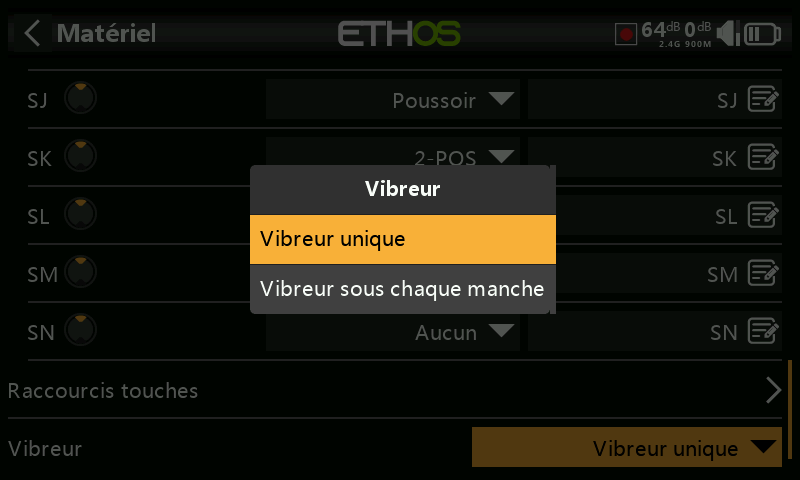 Matériel
ETHOS
64dB 0dB
2.4G 900M
SJ Poussoir SJ
SK 2-POS SK
Vibreur
SL SL
Vibreur unique
SM SM
Vibreur sous chaque manche
SN Aucun SN
Raccourcis touches
Vibreur Vibreur unique